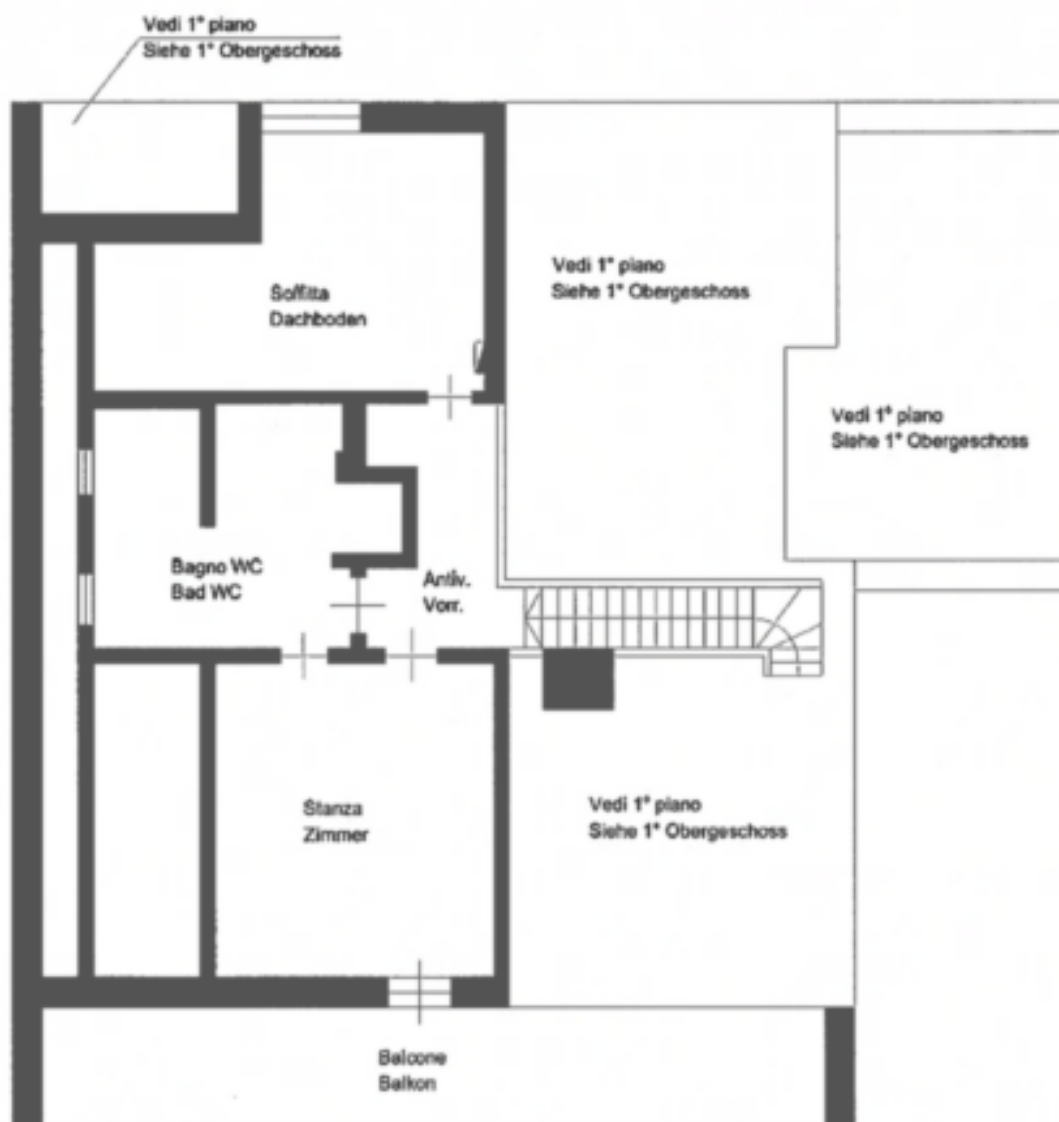 Vedi 1° piano
Siehe 1° Obergeschoss
Soffitta
Dachboden
Vedi 1° piano
Siehe 1° Obergeschoss
Vedi 1° piano
Siehe 1° Obergeschoss
Bagno WC
Bad WC
Antiv.
Vorr.
Stanza
Zimmer
Vedi 1° piano
Siehe 1° Obergeschoss
Balcone
Balkon